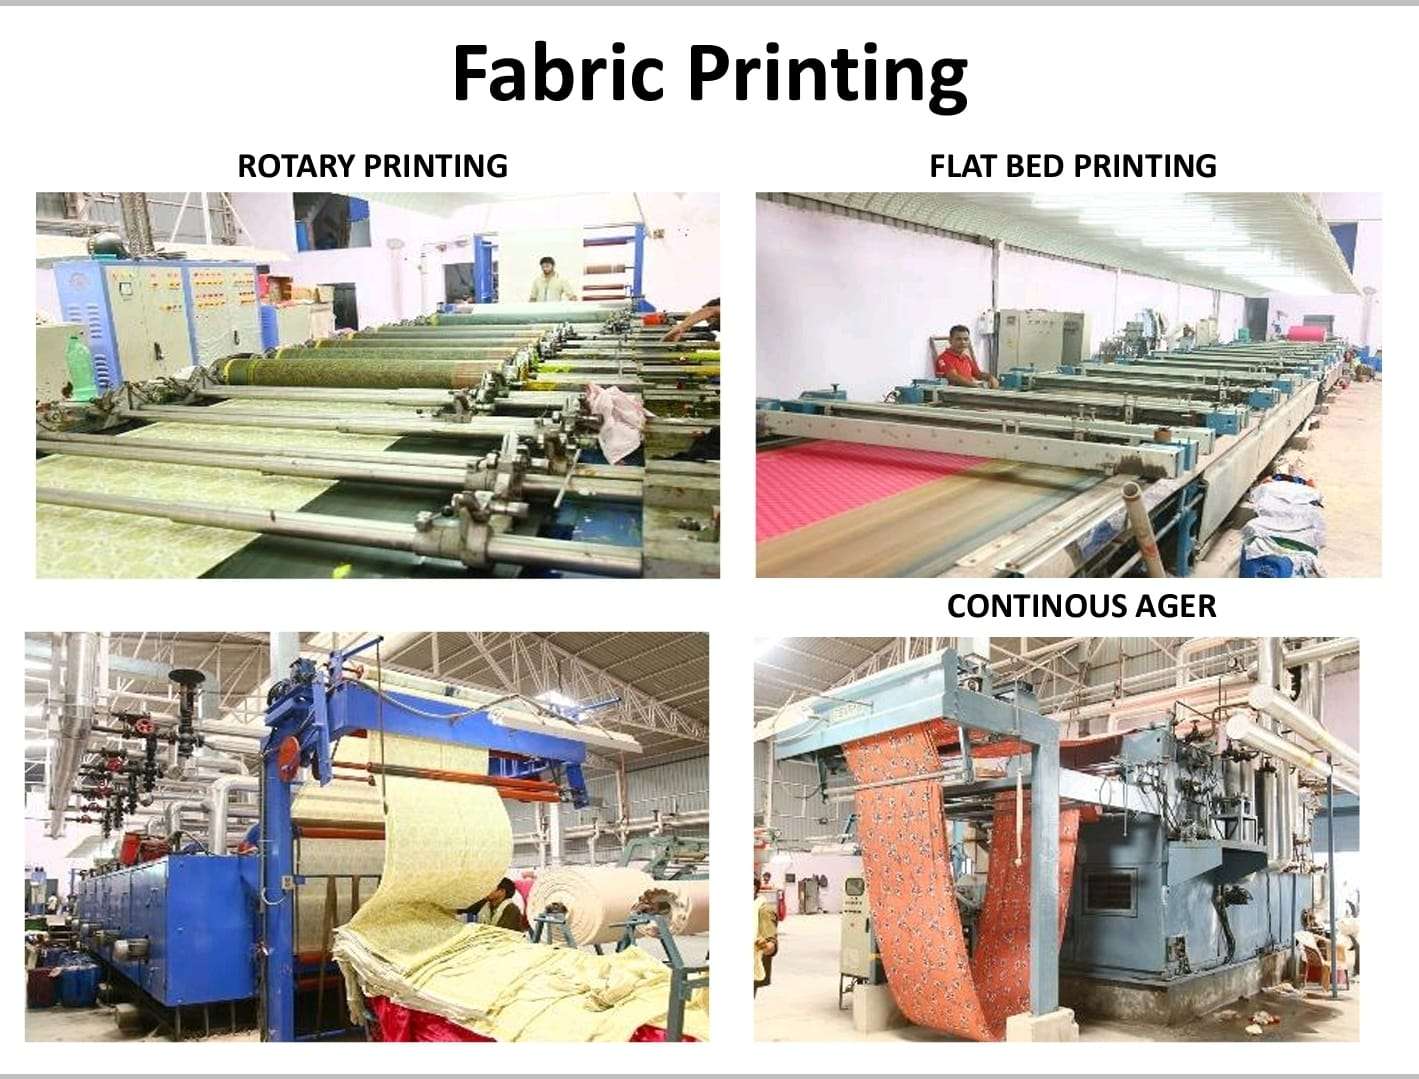 Fabric Printing
ROTARY PRINTING
FLAT BED PRINTING
CONTINOUS AGER